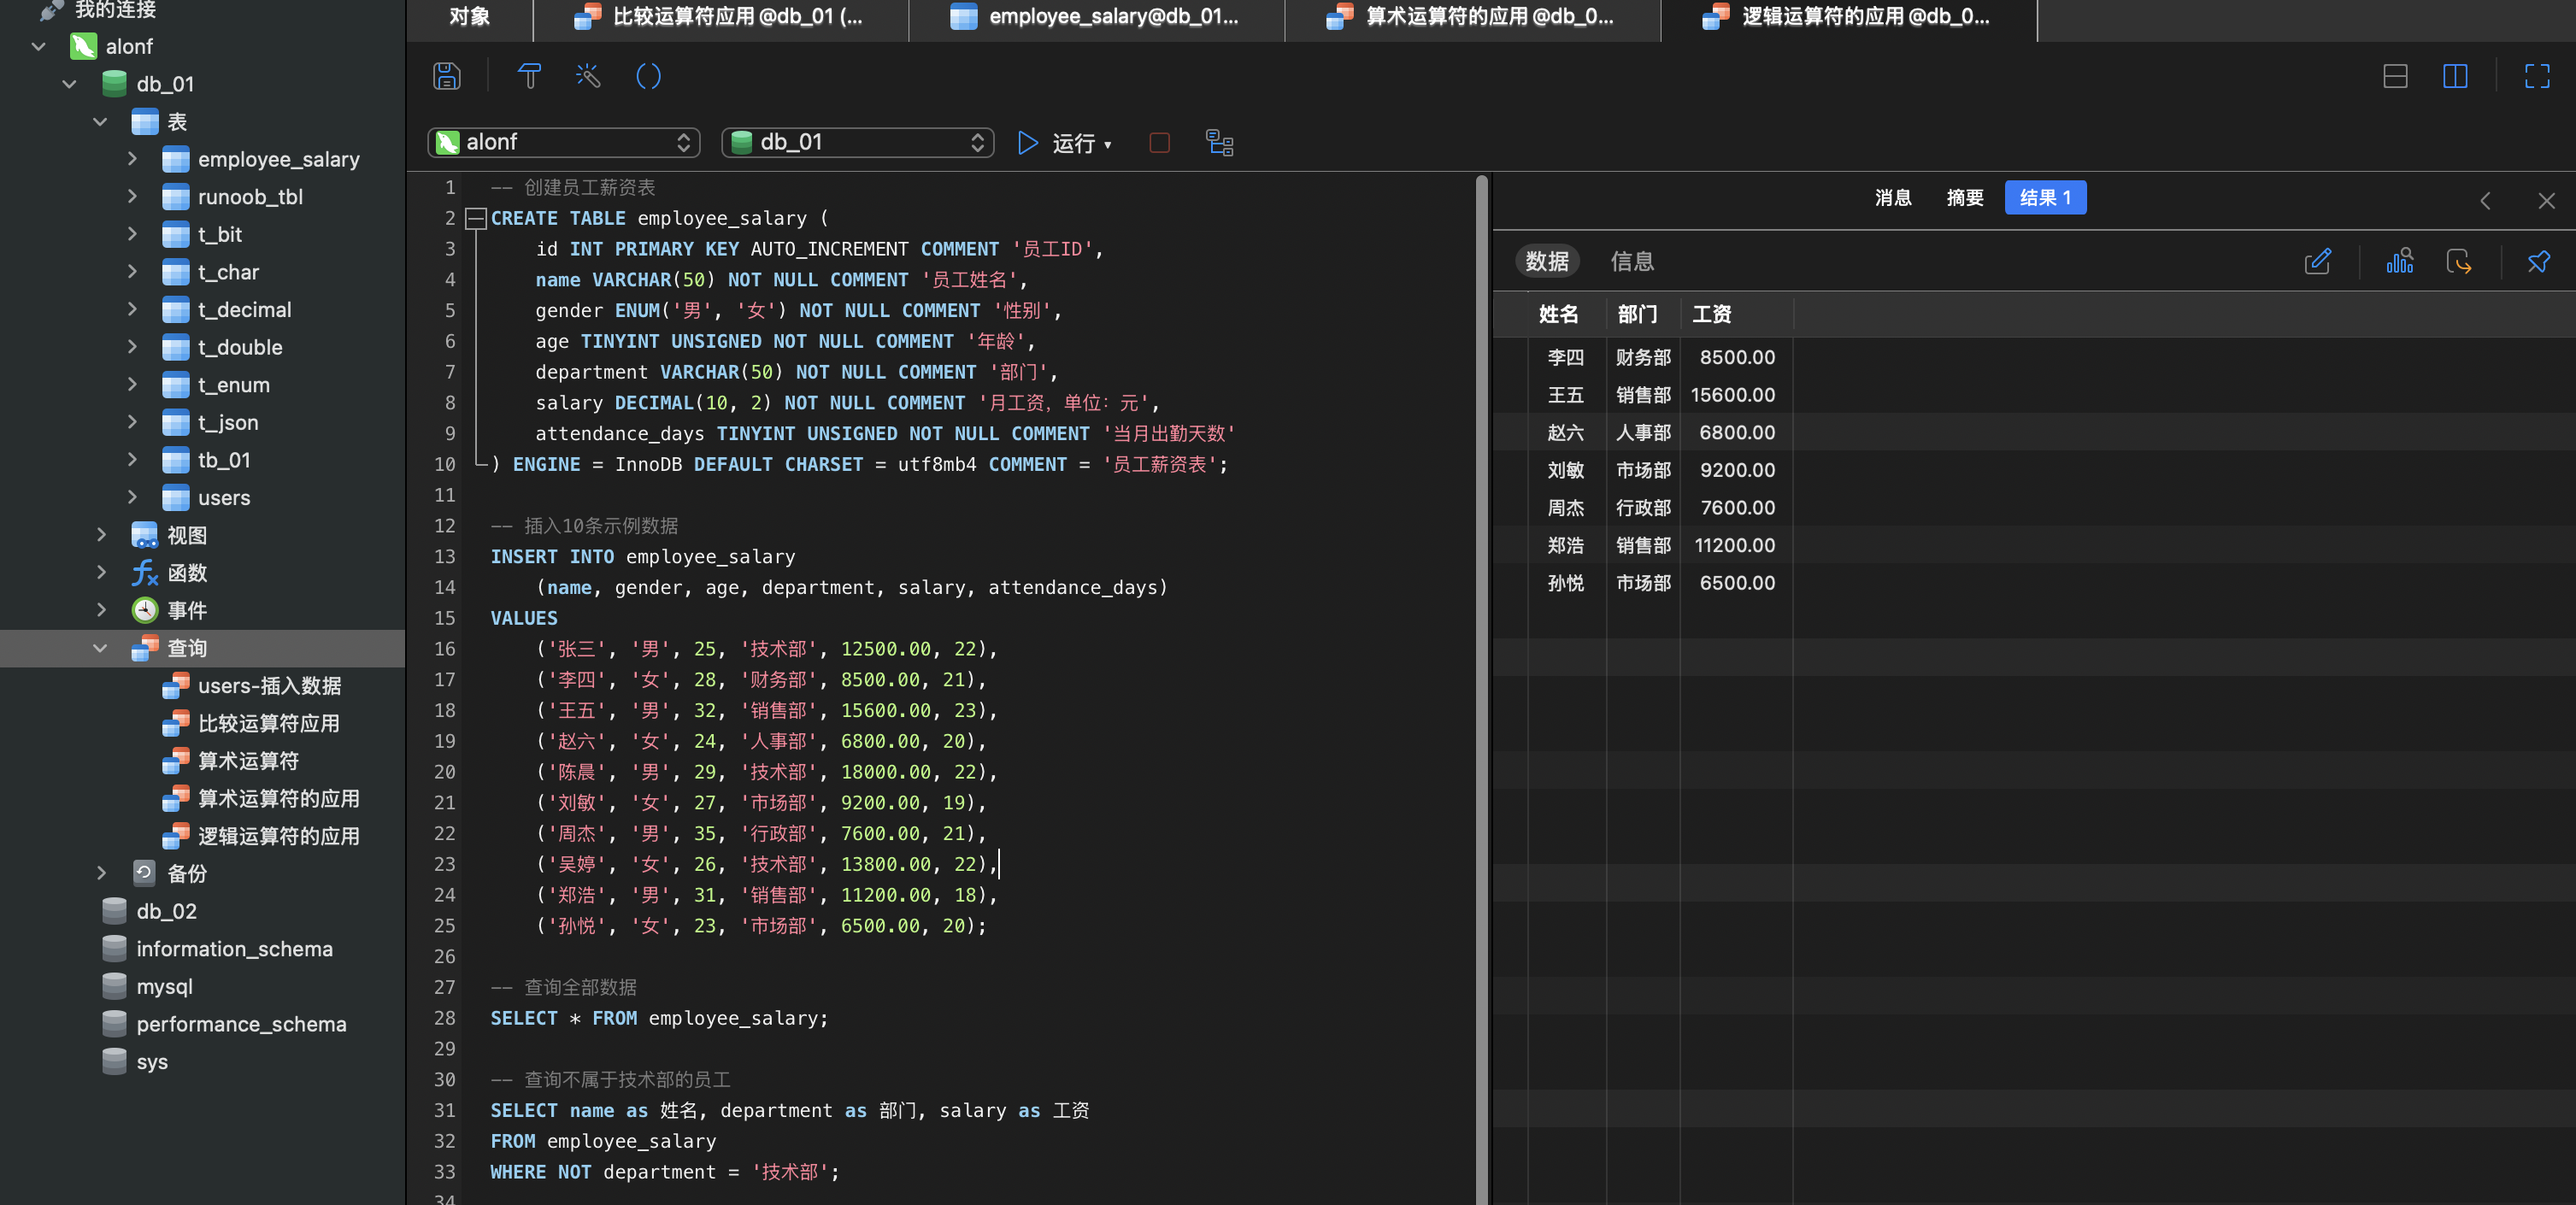 我的连接
alonf
db_01
表
employee_salary
runoob_tbl
t_bit
t_char
t_decimal
t_double
t_enum
t_json
tb_01
users
视图
函数
事件
查询
users-插入数据
比较运算符应用
算术运算符
算术运算符的应用
逻辑运算符的应用
备份
db_02
information_schema
mysql
performance_schema
sys
对象
比较运算符应用 @db_01 (...
employee_salary@db_01...
算术运算符的应用 @db_0...
逻辑运算符的应用 @db_0...
alonf
db_01
运行
1 -- 创建员工薪资表
2 CREATE TABLE employee_salary (
3 id INT PRIMARY KEY AUTO_INCREMENT COMMENT '员工ID',
4 name VARCHAR(50) NOT NULL COMMENT '员工姓名',
5 gender ENUM('男', '女') NOT NULL COMMENT '性别',
6 age TINYINT UNSIGNED NOT NULL COMMENT '年龄',
7 department VARCHAR(50) NOT NULL COMMENT '部门',
8 salary DECIMAL(10, 2) NOT NULL COMMENT '月工资，单位：元',
9 attendance_days TINYINT UNSIGNED NOT NULL COMMENT '当月出勤天数'
10 ) ENGINE = InnoDB DEFAULT CHARSET = utf8mb4 COMMENT = '员工薪资表';
11
12 -- 插入10条示例数据
13 INSERT INTO employee_salary
14 (name, gender, age, department, salary, attendance_days)
15 VALUES
16 ('张三', '男', 25, '技术部', 12500.00, 22),
17 ('李四', '女', 28, '财务部', 8500.00, 21),
18 ('王五', '男', 32, '销售部', 15600.00, 23),
19 ('赵六', '女', 24, '人事部', 6800.00, 20),
20 ('陈晨', '男', 29, '技术部', 18000.00, 22),
21 ('刘敏', '女', 27, '市场部', 9200.00, 19),
22 ('周杰', '男', 35, '行政部', 7600.00, 21),
23 ('吴婷', '女', 26, '技术部', 13800.00, 22),
24 ('郑浩', '男', 31, '销售部', 11200.00, 18),
25 ('孙悦', '女', 23, '市场部', 6500.00, 20);
26
27 -- 查询全部数据
28 SELECT * FROM employee_salary;
29
30 -- 查询不属于技术部的员工
31 SELECT name as 姓名, department as 部门, salary as 工资
32 FROM employee_salary
33 WHERE NOT department = '技术部';
34
消息 摘要 结果 1
数据 信息
姓名 部门 工资
李四 财务部 8500.00
王五 销售部 15600.00
赵六 人事部 6800.00
刘敏 市场部 9200.00
周杰 行政部 7600.00
郑浩 销售部 11200.00
孙悦 市场部 6500.00